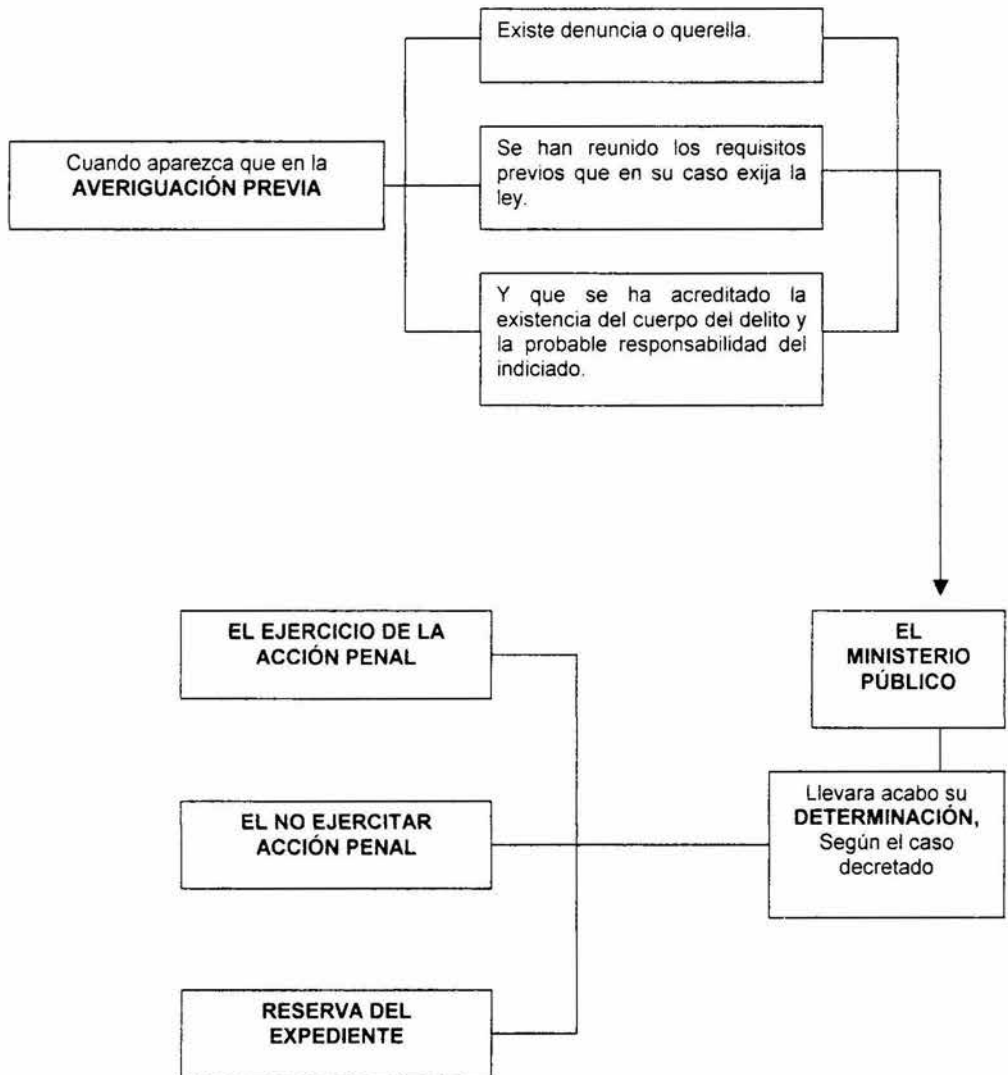 Existe denuncia o querella.
Cuando aparezca que en la
AVERIGUACIÓN PREVIA
Se han reunido los requisitos
previos que en su caso exija la
ley.
Y que se ha acreditado la
existencia del cuerpo del delito y
la probable responsabilidad del
indiciado.
EL
MINISTERIO
PÚBLICO
Llevara acabo su
DETERMINACIÓN,
Según el caso
decretado
EL EJERCICIO DE LA
ACCIÓN PENAL
EL NO EJERCITAR
ACCIÓN PENAL
RESERVA DEL
EXPEDIENTE